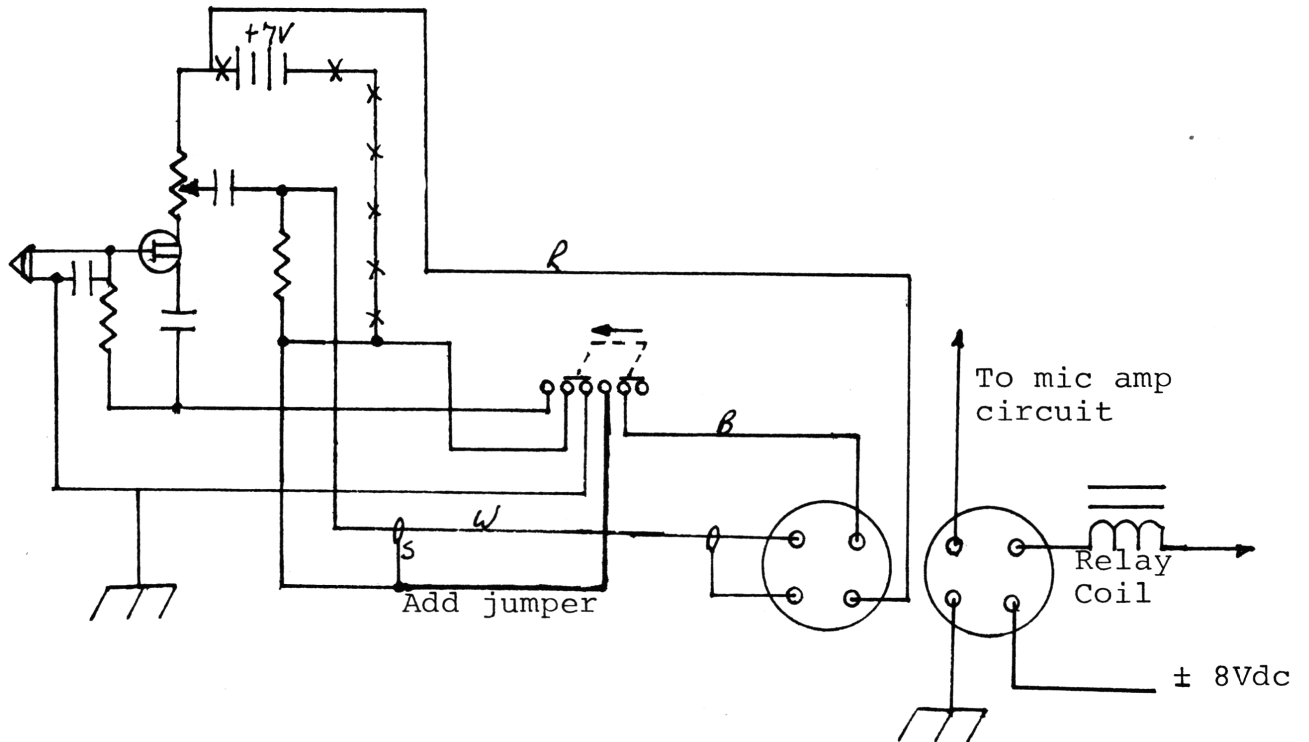 +7V
R
To mic amp
circuit
B
W
S
Add jumper
Relay
Coil
± 8Vdc